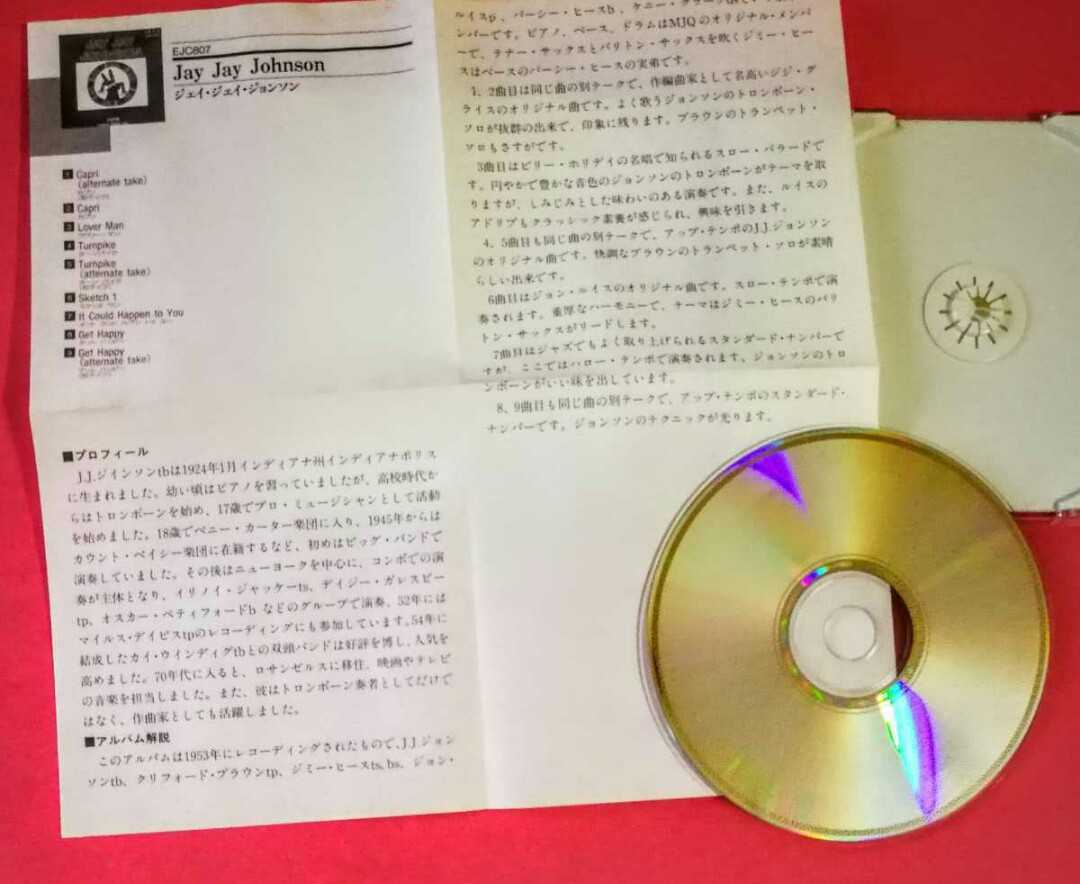 EJC807
Jay Jay Johnson
ジェイ・ジェイ・ジョンソン
1 Capri
(alternate take)
2 Capri
3 Lover Man
4 Turnpike
5 Turnpike
(alternate take)
6 Sketch 1
7 It Could Happen to You
8 Get Happy
9 Get Happy
(alternate take)
■プロフィール
J.J.ジインソンtbは1924年1月インディアナ州インディアナポリス
に生まれました。幼い頃はピアノを習っていましたが、高校時代か
らはトロンボーンを始め、17歳でプロ・ミュージシャンとして活動
を始めました。18歳でベニー・カーター楽団に入り、1945年からは
カウント・ベイシー楽団に在籍するなど、初めはビッグ・バンドで
演奏していました。その後はニューヨークを中心に、コンボでの演
奏が主体となり、イリノイ・ジャッケーts、デイジー・ガレスピー
tp、オスカー・ペティフォードb などのグループで演奏、52年には
マイルス・デイビスtpのレコーディングにも参加しています。54年に
結成したカイ・ウインディグtbとの双頭バンドは好評を博し、人気を
高めました。70年代に入ると、ロサンゼルスに移住、映画やテレビ
の音楽を担当しました。また、彼はトロンボーン奏者としてだけで
はなく、作曲家としても活躍しました。
■アルバム解説
このアルバムは1953年にレコーディングされたもので、J.J.ジョン
ソンtb、クリフォード・ブラウンtp、ジミー・ヒースts,bs、ジョン・
ルイスp 、パーシー・ヒースb 、ケニー・クラーク
ンバーです。ピアノ、ベース、ドラムはMJQのオリジナル・メンバ
ーで、テナー・サックスとバリトン・サックスを吹くジミー・ヒー
スはベースのパーシー・ヒースの実弟です。
1、2曲目は同じ曲の別テークで、作編曲家として名高いジジ・グ
ライスのオリジナル曲です。よく歌うジョンソンのトロンボーン・
ソロが抜群の出来で、印象に残ります。ブラウンのトランペット・
ソロもさすがです。
3曲目はビリー・ホリデイの名唱で知られるスロー・バラードで
す。円やかで豊かな音色のジョンソンのトロンボーンがテーマを取
りますが、しみじみとした味わいのある演奏です。また、ルイスの
アドリブもクラッシック素養が感じられ、興味を引きます。
4、5曲目も同じ曲の別テークで、アップ・テンポのJ.J.ジョンソン
のオリジナル曲です。快調なブラウンのトランペット・ソロが素晴
らしい出来です。
6曲目はジョン・ルイスのオリジナル曲です。スロー・テンポで演
奏されます。重厚なハーモニーで、テーマはジミー・ヒースのバリ
トン・サックスがリードします。
7曲目はジャズでもよく取り上げられるスタンダード・ナンバーで
すが、ここではハロー・テンポで演奏されます。ジョンソンのトロ
ンボーンがいい味を出しています。
8、9曲目も同じ曲の別テークで、アップ・テンポのスタンダード・
ナンバーです。ジョンソンのテクニックが光ります。